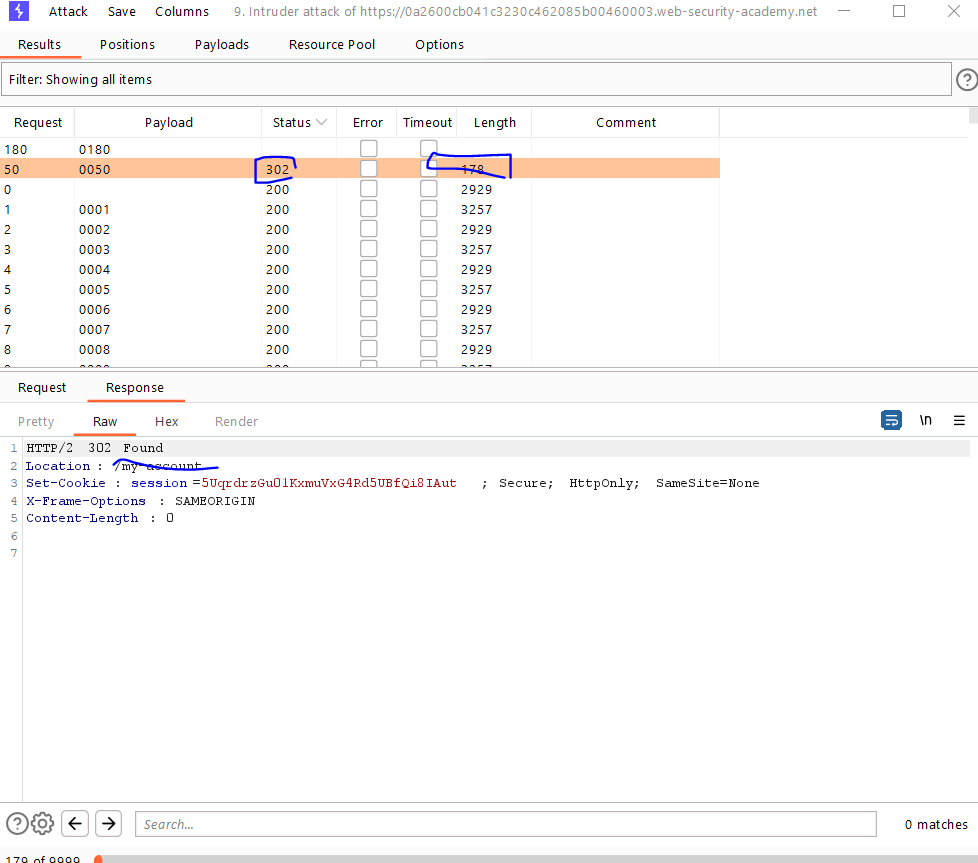 Attack Save Columns 9. Intruder attack of https://0a2600cb041c3230c462085b00460003.web-security-academy.net
Results Positions Payloads Resource Pool Options
Filter: Showing all items
Request Payload Status Error Timeout Length Comment
180 0180
50 0050 302 178
0 200 2929
1 0001 200 3257
2 0002 200 2929
3 0003 200 3257
4 0004 200 2929
5 0005 200 3257
6 0006 200 2929
7 0007 200 3257
8 0008 200 2929
Request Response
Pretty Raw Hex Render \n
1 HTTP/2 302 Found
2 Location : /my-account
3 Set-Cookie : session =5UqrdrzGu01KxmuVxG4Rd5UBfQi8IAut ; Secure; HttpOnly; SameSite=None
4 X-Frame-Options : SAMEORIGIN
5 Content-Length : 0
6
7
Search...
0 matches
179 of 9999